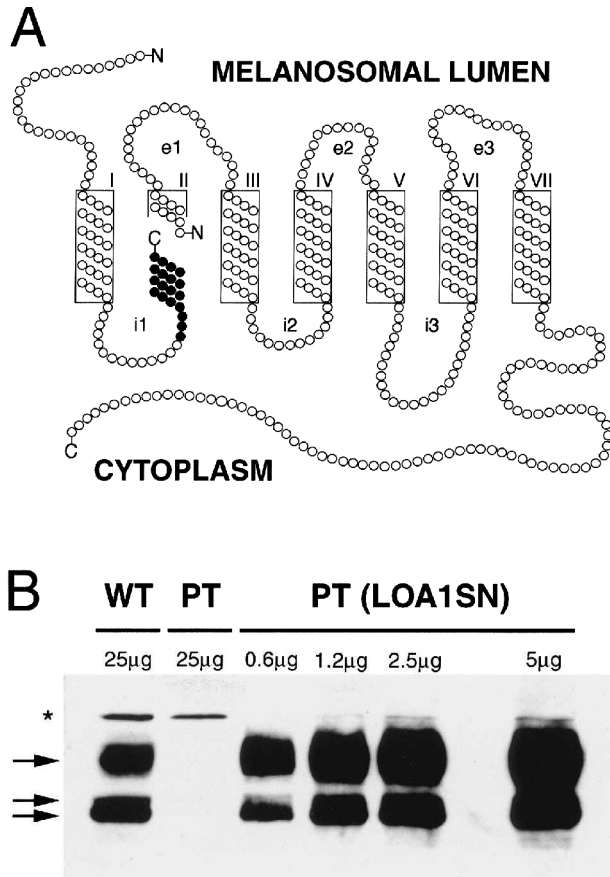 A
N
MELANOSOMAL LUMEN
e1 e2 e3
I II III IV V VI VII
N
C
i1 i2 i3
C
CYTOPLASM
B
WT PT PT (LOA1SN)
25µg 25µg 0.6µg 1.2µg 2.5µg 5µg
*